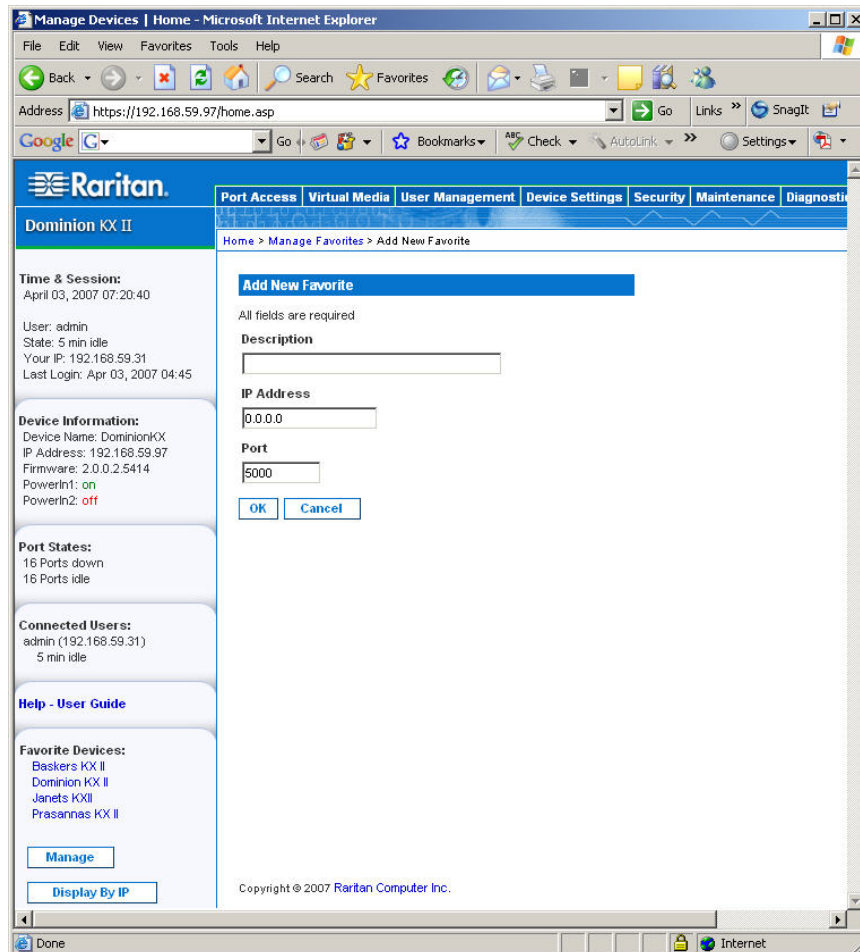 Manage Devices | Home - Microsoft Internet Explorer
File Edit View Favorites Tools Help
Back Search Favorites
Address https://192.168.59.97/home.asp Go Links » SnagIt
Google G Go Bookmarks ABC Check AutoLink » Settings
Raritan.
Port Access Virtual Media User Management Device Settings Security Maintenance Diagnosti
Dominion KX II
Home > Manage Favorites > Add New Favorite
Time & Session:
April 03, 2007 07:20:40
User: admin
State: 5 min idle
Your IP: 192.168.59.31
Last Login: Apr 03, 2007 04:45
Device Information:
Device Name: DominionKX
IP Address: 192.168.59.97
Firmware: 2.0.0.2.5414
PowerIn1: on
PowerIn2: off
Port States:
16 Ports down
16 Ports idle
Connected Users:
admin (192.168.59.31)
5 min idle
Help - User Guide
Favorite Devices:
Baskers KX II
Dominion KX II
Janets KXII
Prasannas KX II
Manage
Display By IP
Add New Favorite
All fields are required
Description
IP Address
0.0.0.0
Port
5000
OK Cancel
Copyright © 2007 Raritan Computer Inc.
Done Internet